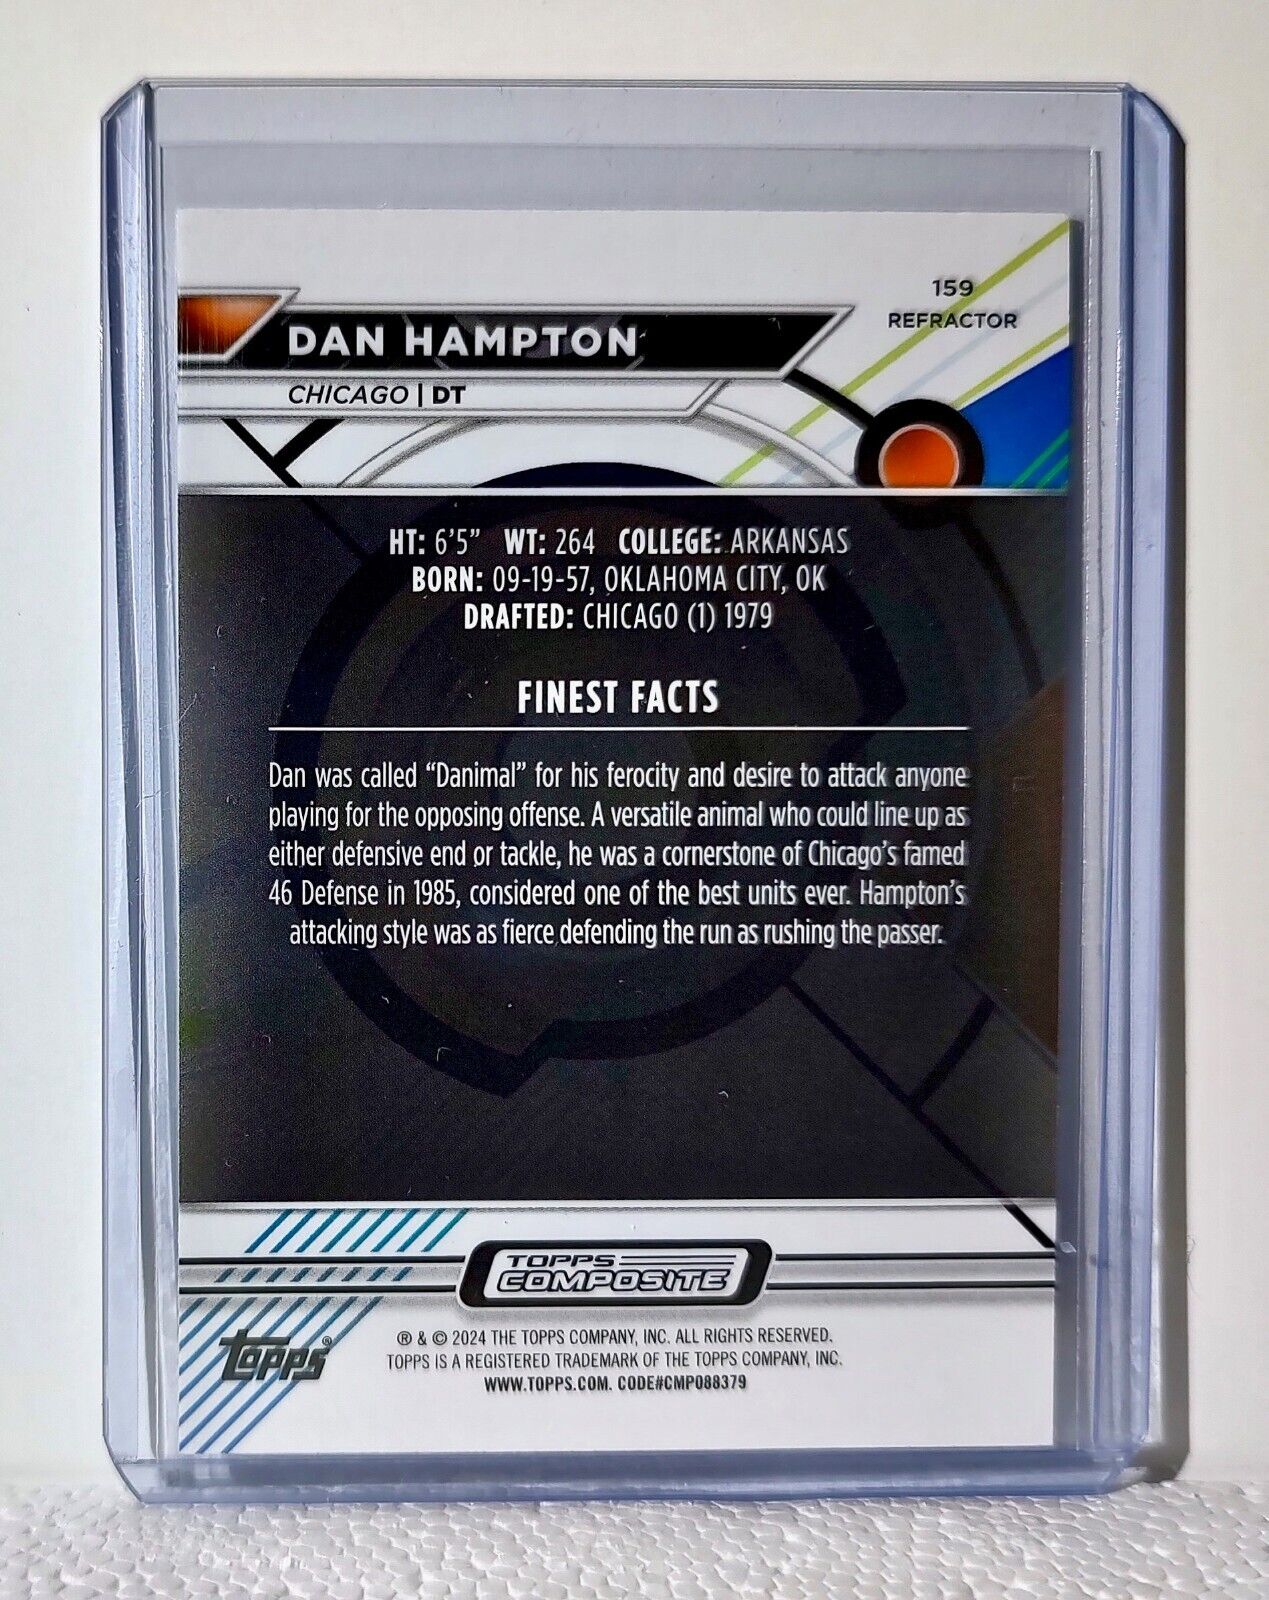 159
REFRACTOR
DAN HAMPTON
CHICAGO | DT
HT: 6'5" WT: 264 COLLEGE: ARKANSAS
BORN: 09-19-57, OKLAHOMA CITY, OK
DRAFTED: CHICAGO (1) 1979
FINEST FACTS
Dan was called “Danimal” for his ferocity and desire to attack anyone
playing for the opposing offense. A versatile animal who could line up as
either defensive end or tackle, he was a cornerstone of Chicago’s famed
46 Defense in 1985, considered one of the best units ever. Hampton’s
attacking style was as fierce defending the run as rushing the passer.
TOPPS
COMPOSITE
topps®
® & © 2024 THE TOPPS COMPANY, INC. ALL RIGHTS RESERVED.
TOPPS IS A REGISTERED TRADEMARK OF THE TOPPS COMPANY, INC.
WWW.TOPPS.COM. CODE#CMP088379